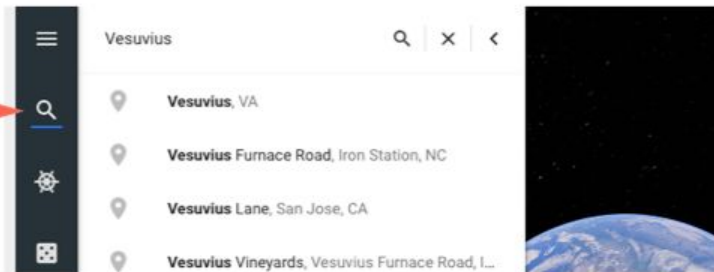 Vesuvius
Vesuvius, VA
Vesuvius Furnace Road, Iron Station, NC
Vesuvius Lane, San Jose, CA
Vesuvius Vineyards, Vesuvius Furnace Road, I...